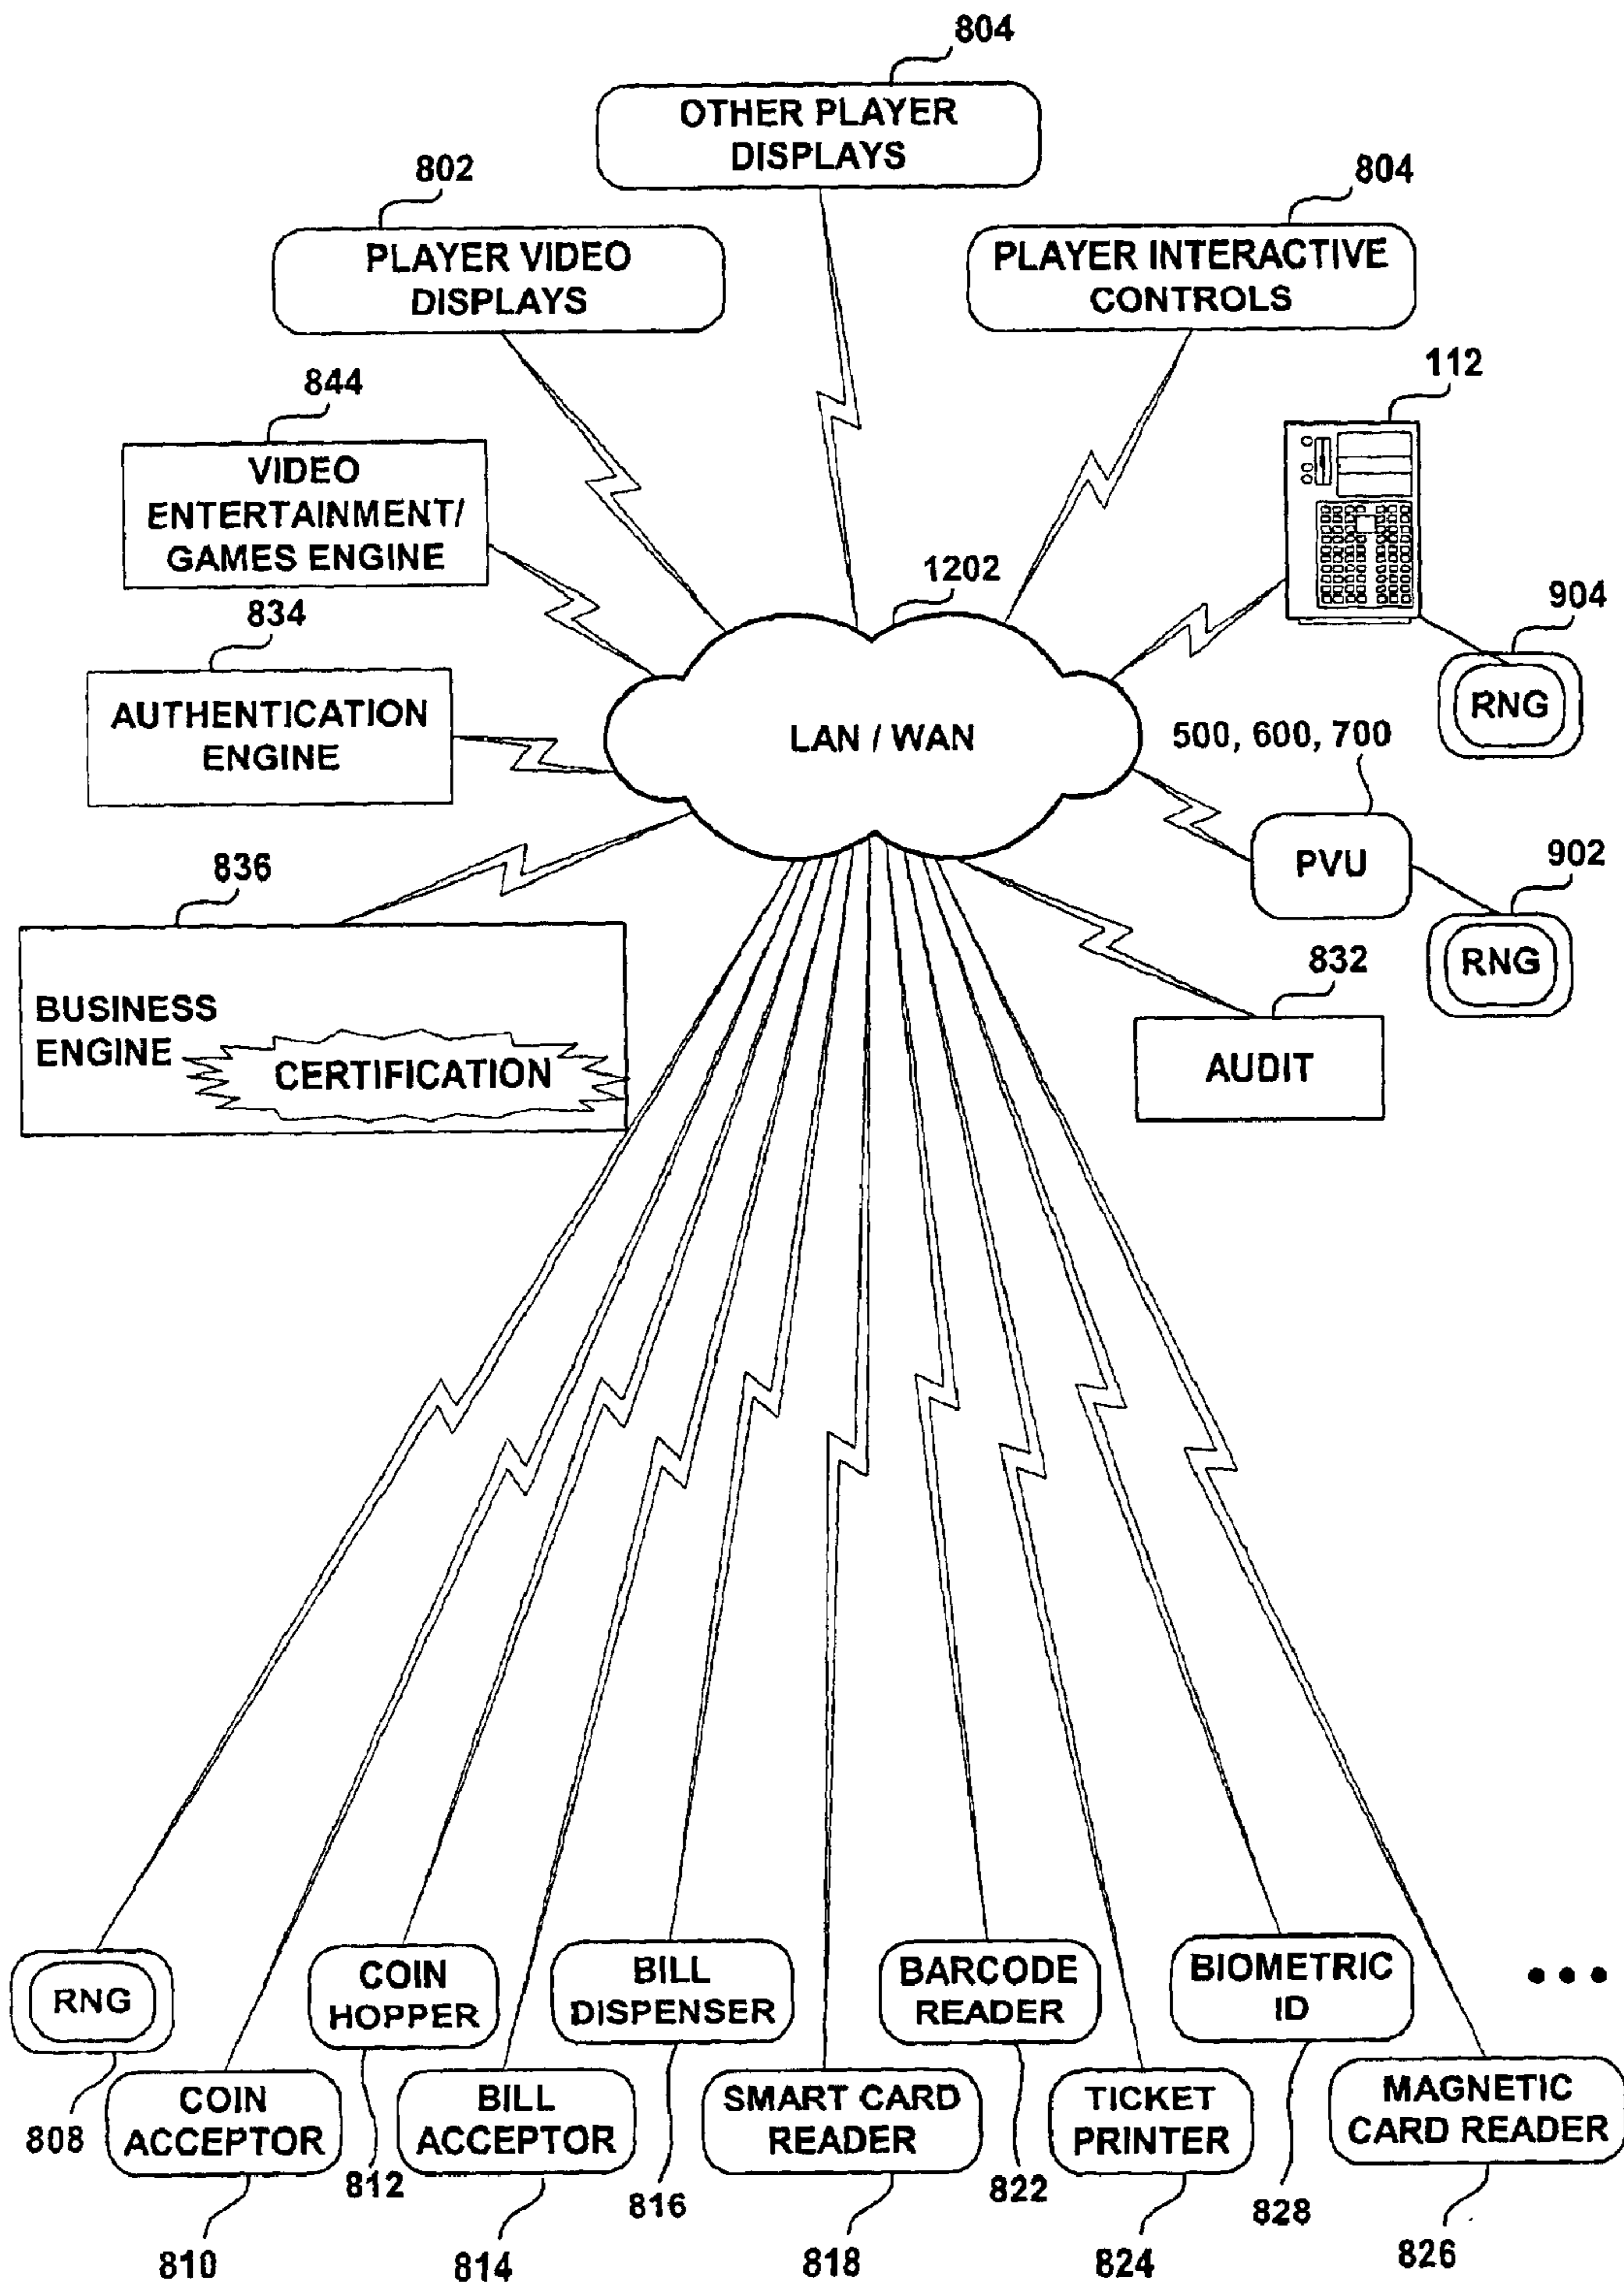 804
OTHER PLAYER
DISPLAYS
802
PLAYER VIDEO
DISPLAYS
804
PLAYER INTERACTIVE
CONTROLS
844
VIDEO
ENTERTAINMENT/
GAMES ENGINE
112
904
RNG
834
AUTHENTICATION
ENGINE
1202
LAN / WAN
500, 600, 700
PVU
902
RNG
836
BUSINESS
ENGINE
CERTIFICATION
832
AUDIT
RNG
808
COIN
ACCEPTOR
810
COIN
HOPPER
812
BILL
ACCEPTOR
814
BILL
DISPENSER
816
SMART CARD
READER
818
BARCODE
READER
822
TICKET
PRINTER
824
BIOMETRIC
ID
828
MAGNETIC
CARD READER
826
• • •